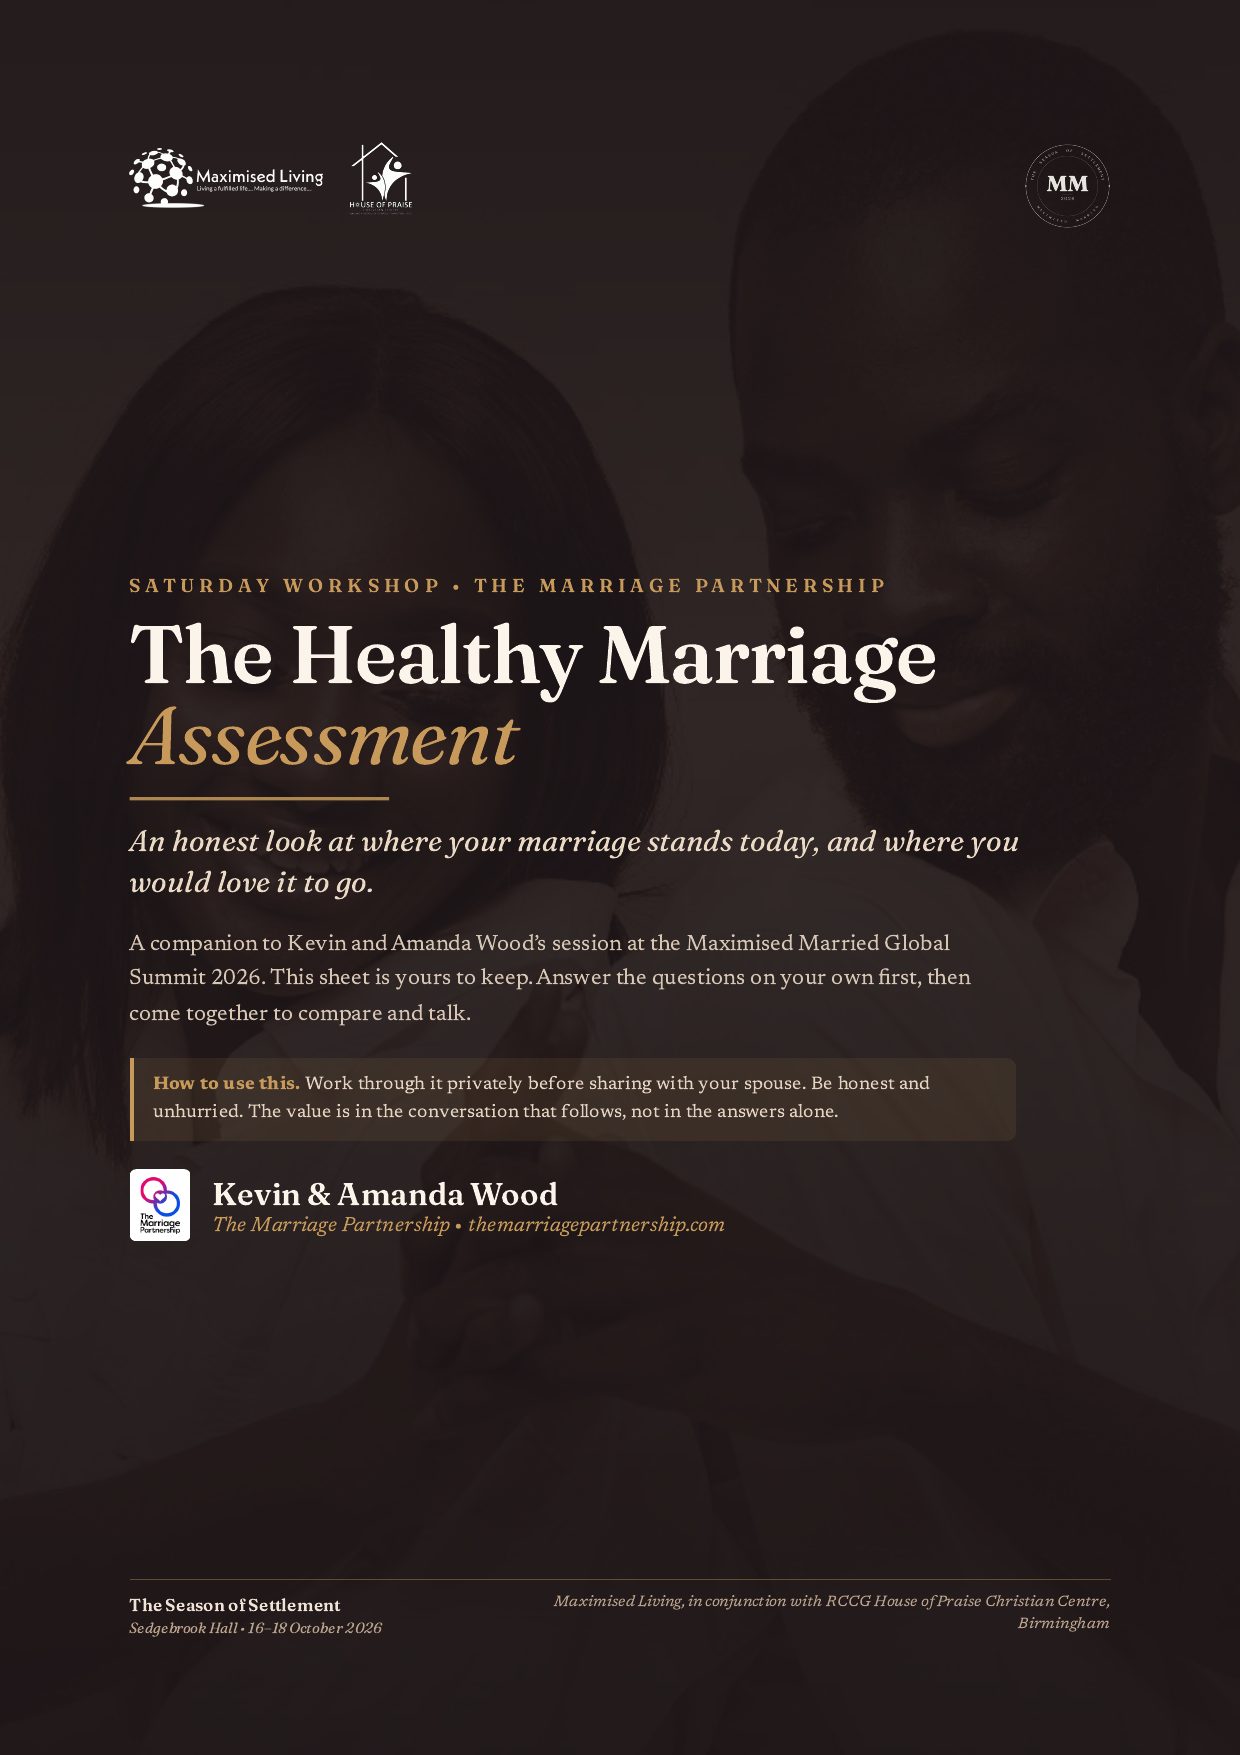 Maximised Living
Living a fulfilled life... Making a difference...
HOUSE OF PRAISE
THE SEASON OF SETTLEMENT
MM
2026
MAXIMISED MARRIED
SATURDAY WORKSHOP • THE MARRIAGE PARTNERSHIP
The Healthy Marriage
Assessment
An honest look at where your marriage stands today, and where you
would love it to go.
A companion to Kevin and Amanda Wood’s session at the Maximised Married Global
Summit 2026. This sheet is yours to keep. Answer the questions on your own first, then
come together to compare and talk.
How to use this. Work through it privately before sharing with your spouse. Be honest and
unhurried. The value is in the conversation that follows, not in the answers alone.
The
Marriage
Partnership
Kevin & Amanda Wood
The Marriage Partnership • themarriagepartnership.com
The Season of Settlement
Sedgebrook Hall • 16–18 October 2026
Maximised Living, in conjunction with RCCG House of Praise Christian Centre,
Birmingham